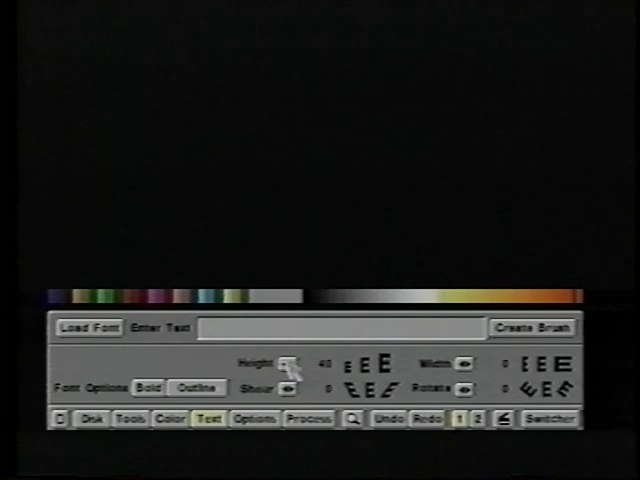 Load Font Enter Text Create Brush
Height 40 E E E Width 0 E E E
Font Options Bold Outline Shear 0 E E E Rotate 0 E E E
Disk Tools Color Text Options Process Undo Redo 1 2 Switcher